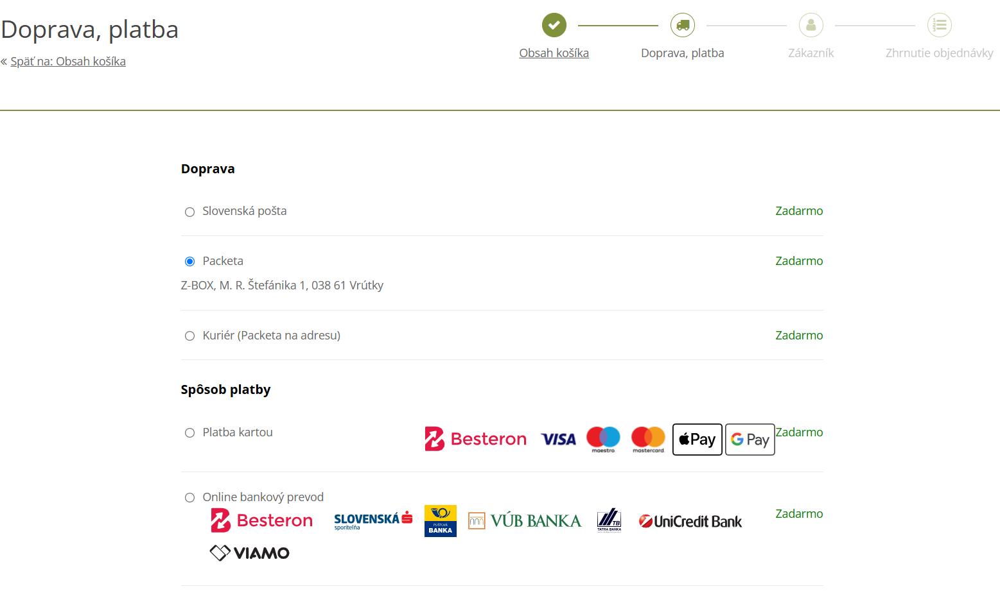 Doprava, platba
« Späť na: Obsah košíka
Obsah košíka
Doprava, platba
Zákazník
Zhrnutie objednávky
Doprava
Slovenská pošta Zadarmo
Packeta Zadarmo
Z-BOX, M. R. Štefánika 1, 038 61 Vrútky
Kuriér (Packeta na adresu) Zadarmo
Spôsob platby
Platba kartou Besteron VISA maestro mastercard Pay G Pay Zadarmo
Online bankový prevod
Besteron SLOVENSKÁ sporiteľňa POŠTOVÁ BANKA VÚB BANKA TB TATRA BANKA UniCredit Bank Zadarmo
VIAMO